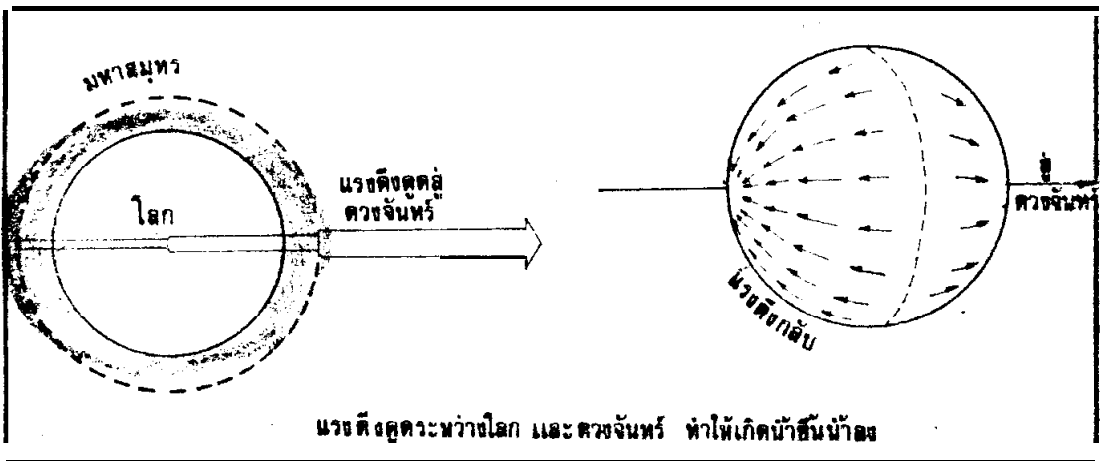 มหาสมุทร
โลก
แรงดึงดูดสู่
ดวงจันทร์
สู่
ดวงจันทร์
แรงดึงกลับ
แรงดึงดูดระหว่างโลก และดวงจันทร์ ทำให้เกิดน้ำขึ้นน้ำลง